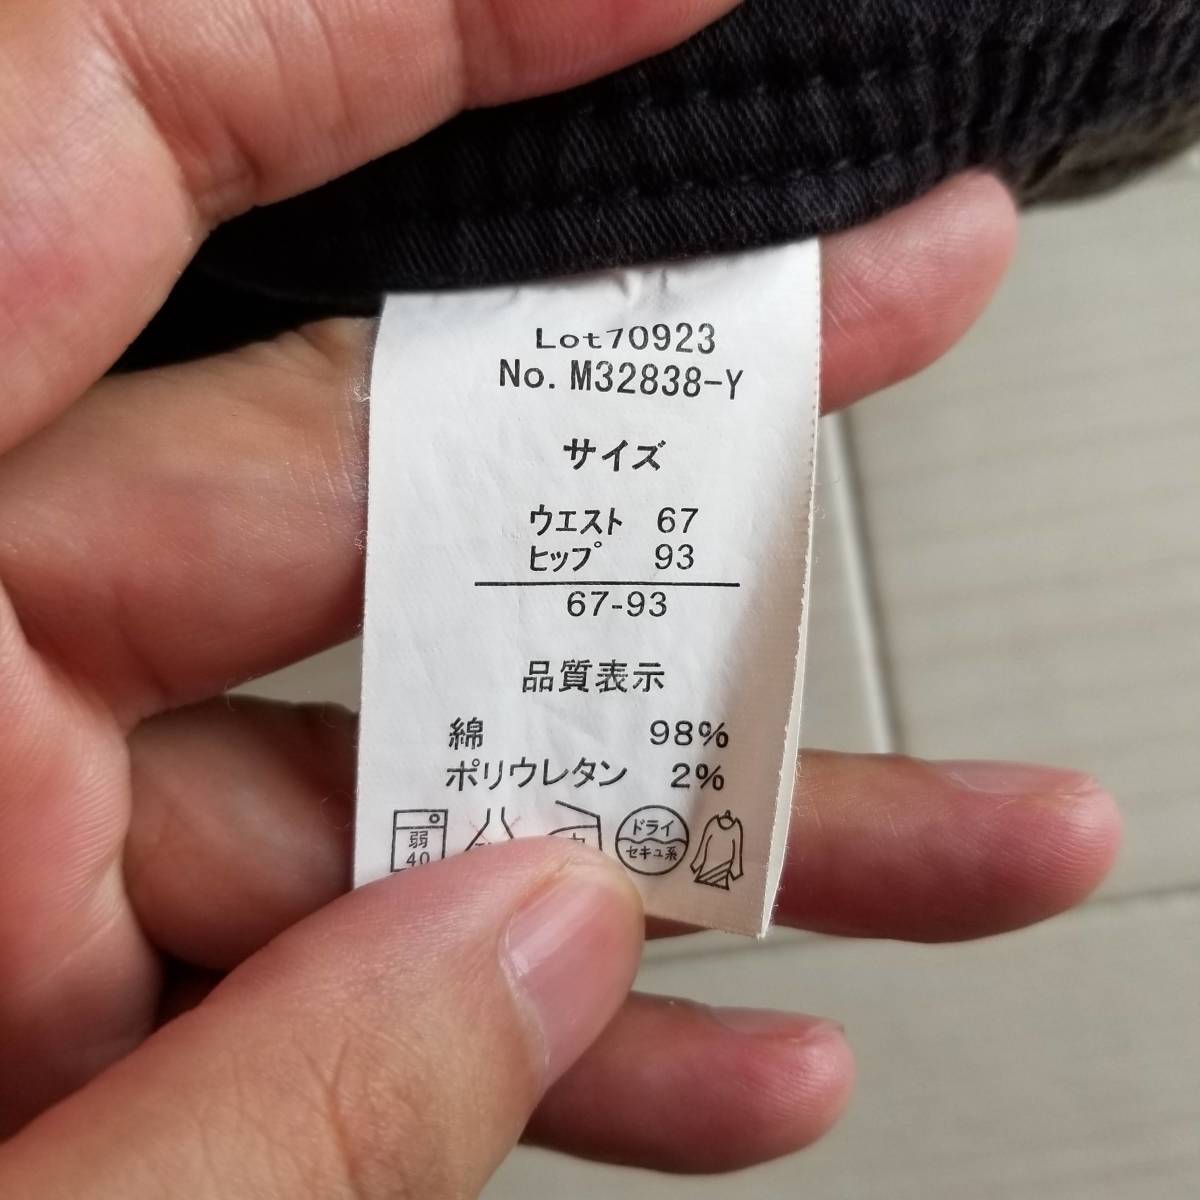 Lot70923
No. M32838-Y
サイズ
ウエスト 67
ヒップ 93
67-93
品質表示
綿 98%
ポリウレタン 2%
弱 40
ドライ
セキユ系